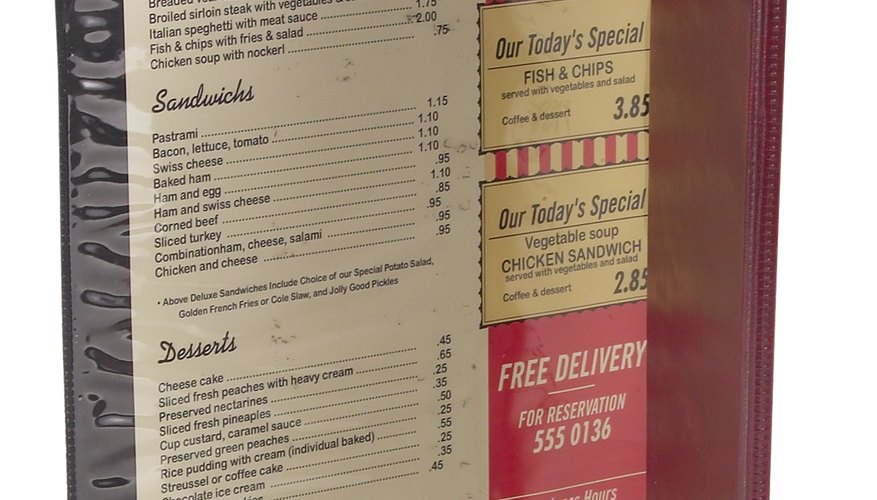 Broiled sirloin steak with vegetables &
Italian speghetti with meat sauce 1.75
Fish & chips with fries & salad 2.00
Chicken soup with nockerl .75
Sandwichs
Pastrami 1.15
Bacon, lettuce, tomato 1.10
Swiss cheese 1.10
Baked ham 1.10
Ham and egg .95
Ham and swiss cheese 1.10
Corned beef .85
Sliced turkey .95
Combinationham, cheese, salami .95
Chicken and cheese .95
• Above Deluxe Sandwiches Include Choice of our Special Potato Salad,
Golden French Fries or Cole Slaw, and Jolly Good Pickles
Desserts
Cheese cake .45
Sliced fresh peaches with heavy cream .65
Preserved nectarines .25
Sliced fresh pineaples .35
Cup custard, caramel sauce .50
Preserved green peaches .25
Rice pudding with cream (individual baked) .55
Streussel or coffee cake .25
Chocolate ice cream .35
.45
Our Today's Special
FISH & CHIPS
served with vegetables and salad
Coffee & dessert 3.85
Our Today's Special
Vegetable soup
CHICKEN SANDWICH
served with vegetables and salad
Coffee & dessert 2.85
FREE DELIVERY
FOR RESERVATION
555 0136
Hours